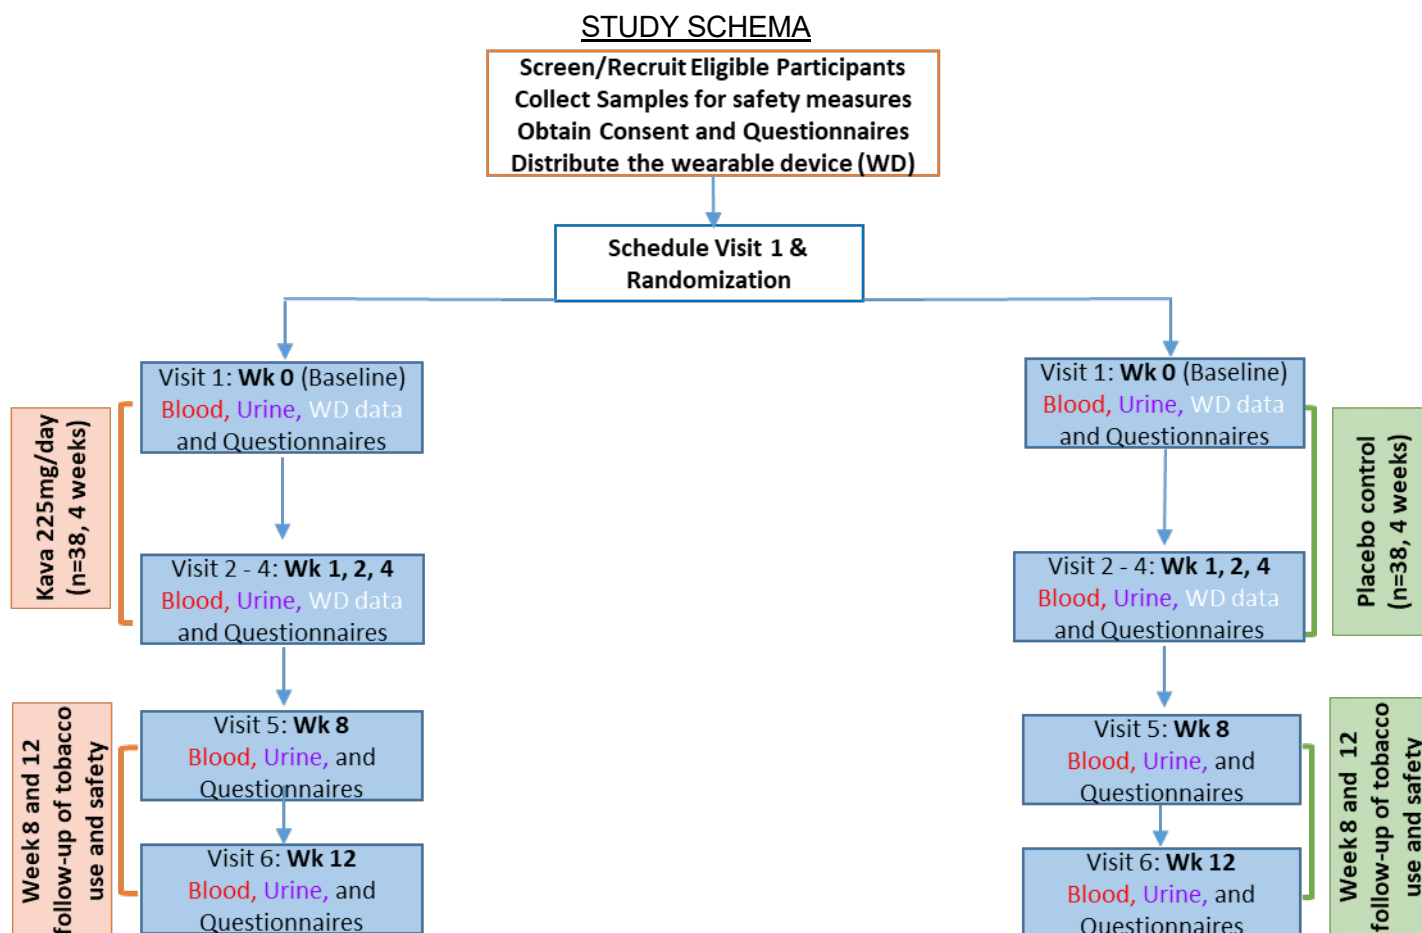 STUDY SCHEMA
Screen/Recruit Eligible Participants
Collect Samples for safety measures
Obtain Consent and Questionnaires
Distribute the wearable device (WD)
Schedule Visit 1 &
Randomization
Kava 225mg/day
(n=38, 4 weeks)
Visit 1: Wk 0 (Baseline)
Blood, Urine, WD data
and Questionnaires
Visit 2 - 4: Wk 1, 2, 4
Blood, Urine, WD data
and Questionnaires
Week 8 and 12
follow-up of tobacco
use and safety
Visit 5: Wk 8
Blood, Urine, and
Questionnaires
Visit 6: Wk 12
Blood, Urine, and
Questionnaires
Visit 1: Wk 0 (Baseline)
Blood, Urine, WD data
and Questionnaires
Visit 2 - 4: Wk 1, 2, 4
Blood, Urine, WD data
and Questionnaires
Placebo control
(n=38, 4 weeks)
Visit 5: Wk 8
Blood, Urine, and
Questionnaires
Visit 6: Wk 12
Blood, Urine, and
Questionnaires
Week 8 and 12
follow-up of tobacco
use and safety